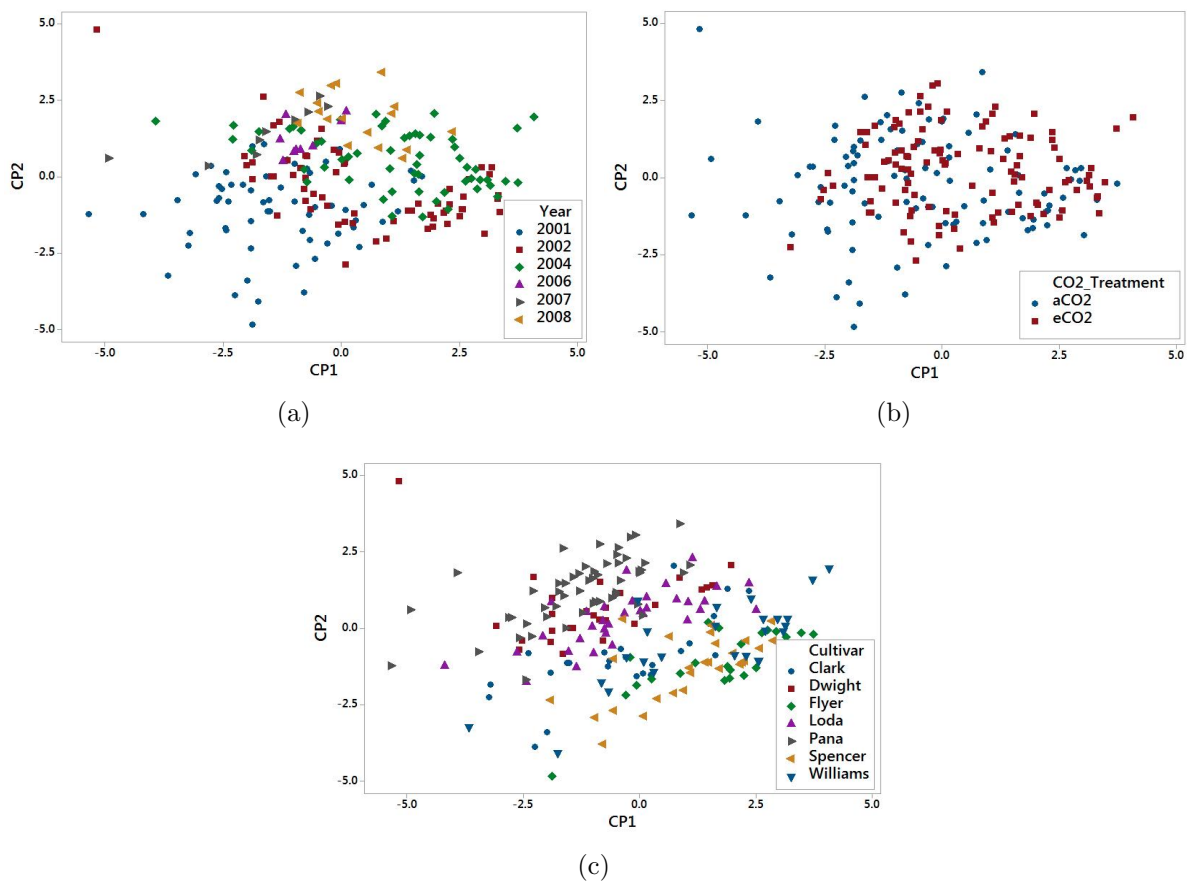 5.0
2.5
0.0
-2.5
-5.0
CP2
-5.0
-2.5
0.0
2.5
5.0
CP1
Year
2001
2002
2004
2006
2007
2008
(a)
5.0
2.5
0.0
-2.5
-5.0
CP2
-5.0
-2.5
0.0
2.5
5.0
CP1
CO2_Treatment
aCO2
eCO2
(b)
5.0
2.5
0.0
-2.5
-5.0
CP2
-5.0
-2.5
0.0
2.5
5.0
CP1
Cultivar
Clark
Dwight
Flyer
Loda
Pana
Spencer
Williams
(c)